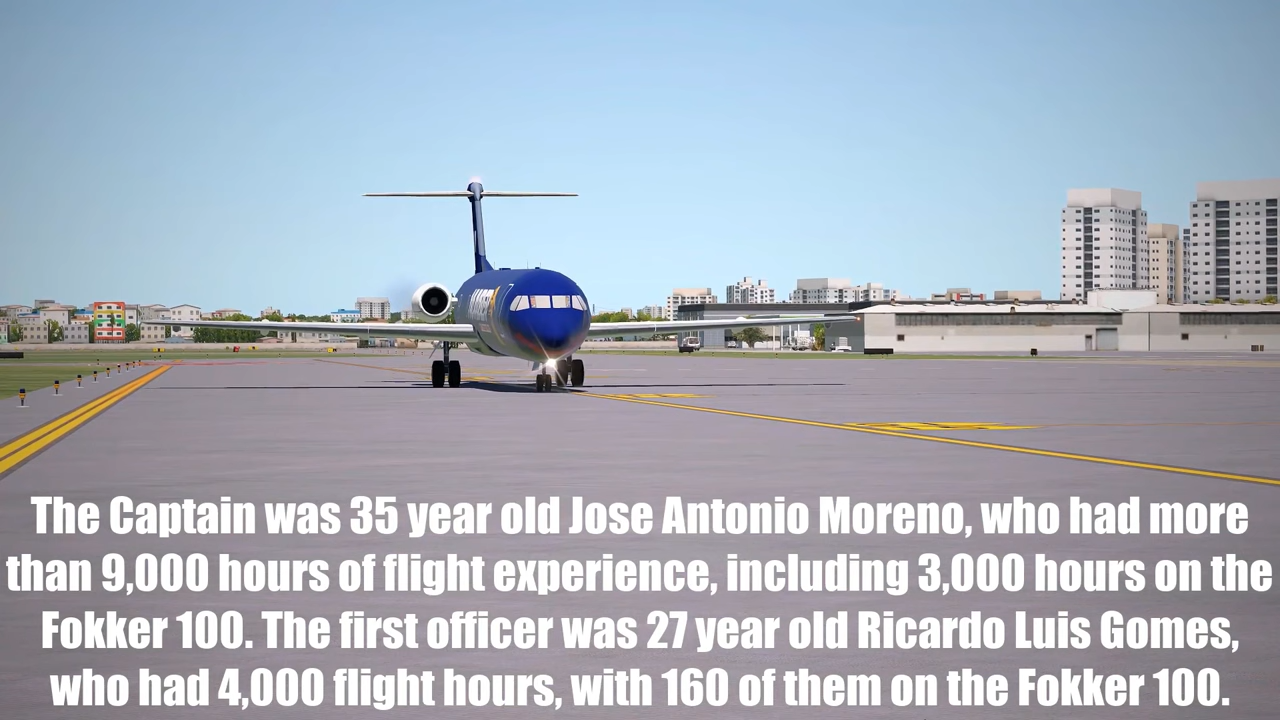 The Captain was 35 year old Jose Antonio Moreno, who had more
than 9,000 hours of flight experience, including 3,000 hours on the
Fokker 100. The first officer was 27 year old Ricardo Luis Gomes,
who had 4,000 flight hours, with 160 of them on the Fokker 100.